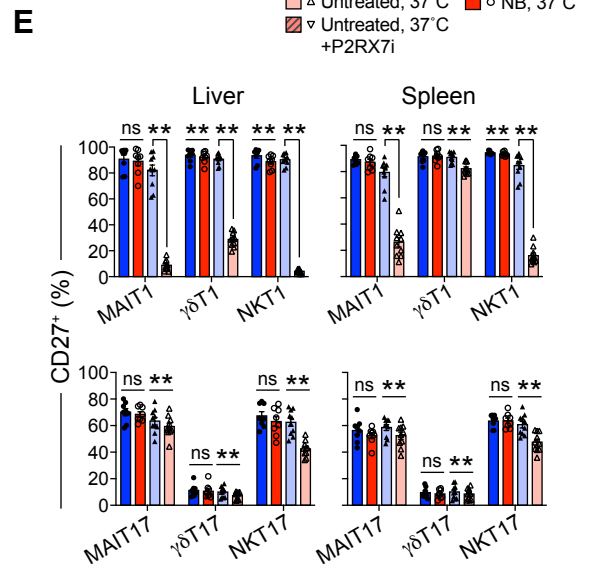 E
Untreated, 37˚C NB, 37˚C
Untreated, 37˚C
+P2RX7i
Liver Spleen
ns ** ** ** ** ** ns ** ns ** ** **
100
80
60
40
20
0
MAIT1 γδT1 NKT1 MAIT1 γδT1 NKT1
CD27+ (%)
ns ** ns ** ns ** ns ** ns ** ns **
100
80
60
40
20
0
MAIT17 γδT17 NKT17 MAIT17 γδT17 NKT17